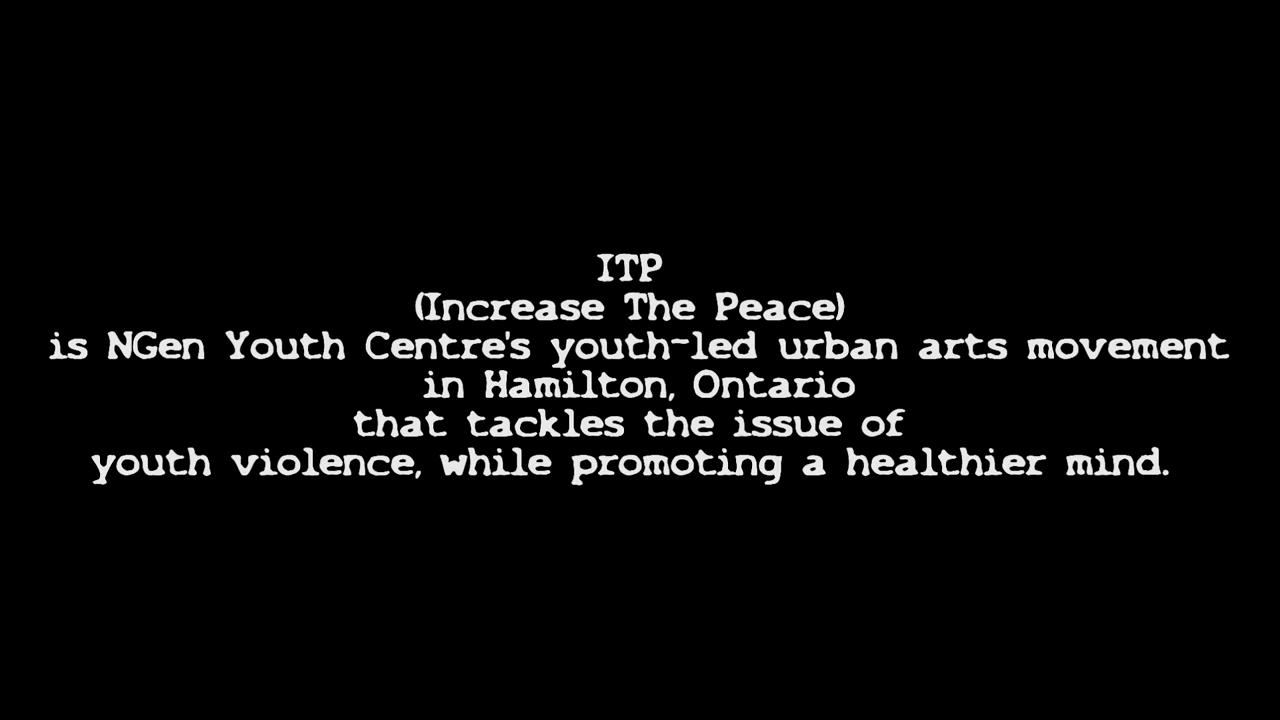 ITP
(Increase The Peace)
is NGen Youth Centre's youth-led urban arts movement
in Hamilton, Ontario
that tackles the issue of
youth violence, while promoting a healthier mind.